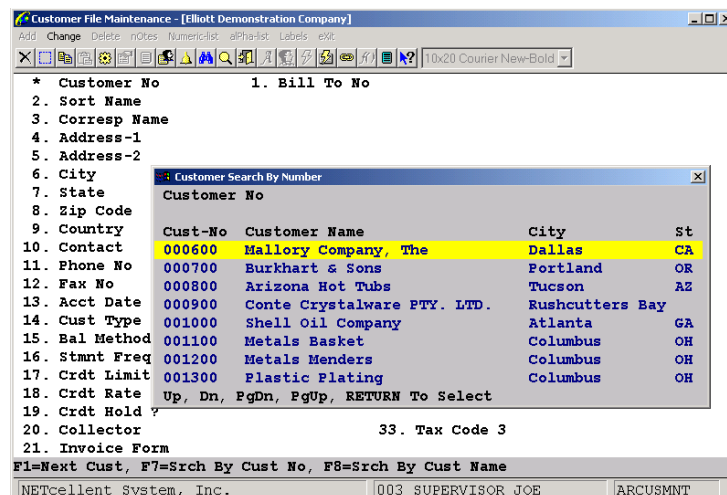 Customer File Maintenance - [Elliott Demonstration Company]
Add Change Delete nOtes Numeric-list alPha-list Labels eXit
10x20 Courier New-Bold
* Customer No 1. Bill To No
2. Sort Name
3. Corresp Name
4. Address-1
5. Address-2
6. City
7. State
8. Zip Code
9. Country
10. Contact
11. Phone No
12. Fax No
13. Acct Date
14. Cust Type
15. Bal Method
16. Stmnt Freq
17. Crdt Limit
18. Crdt Rate
19. Crdt Hold ?
20. Collector 33. Tax Code 3
21. Invoice Form
Customer Search By Number
Customer No
Cust-No Customer Name City St
000600 Mallory Company, The Dallas CA
000700 Burkhart & Sons Portland OR
000800 Arizona Hot Tubs Tucson AZ
000900 Conte Crystalware PTY. LTD. Rushcutters Bay
001000 Shell Oil Company Atlanta GA
001100 Metals Basket Columbus OH
001200 Metals Menders Columbus OH
001300 Plastic Plating Columbus OH
Up, Dn, PgDn, PgUp, RETURN To Select
F1=Next Cust, F7=Srch By Cust No, F8=Srch By Cust Name
NETcellent System, Inc. 003 SUPERVISOR JOE ARCUSMNT